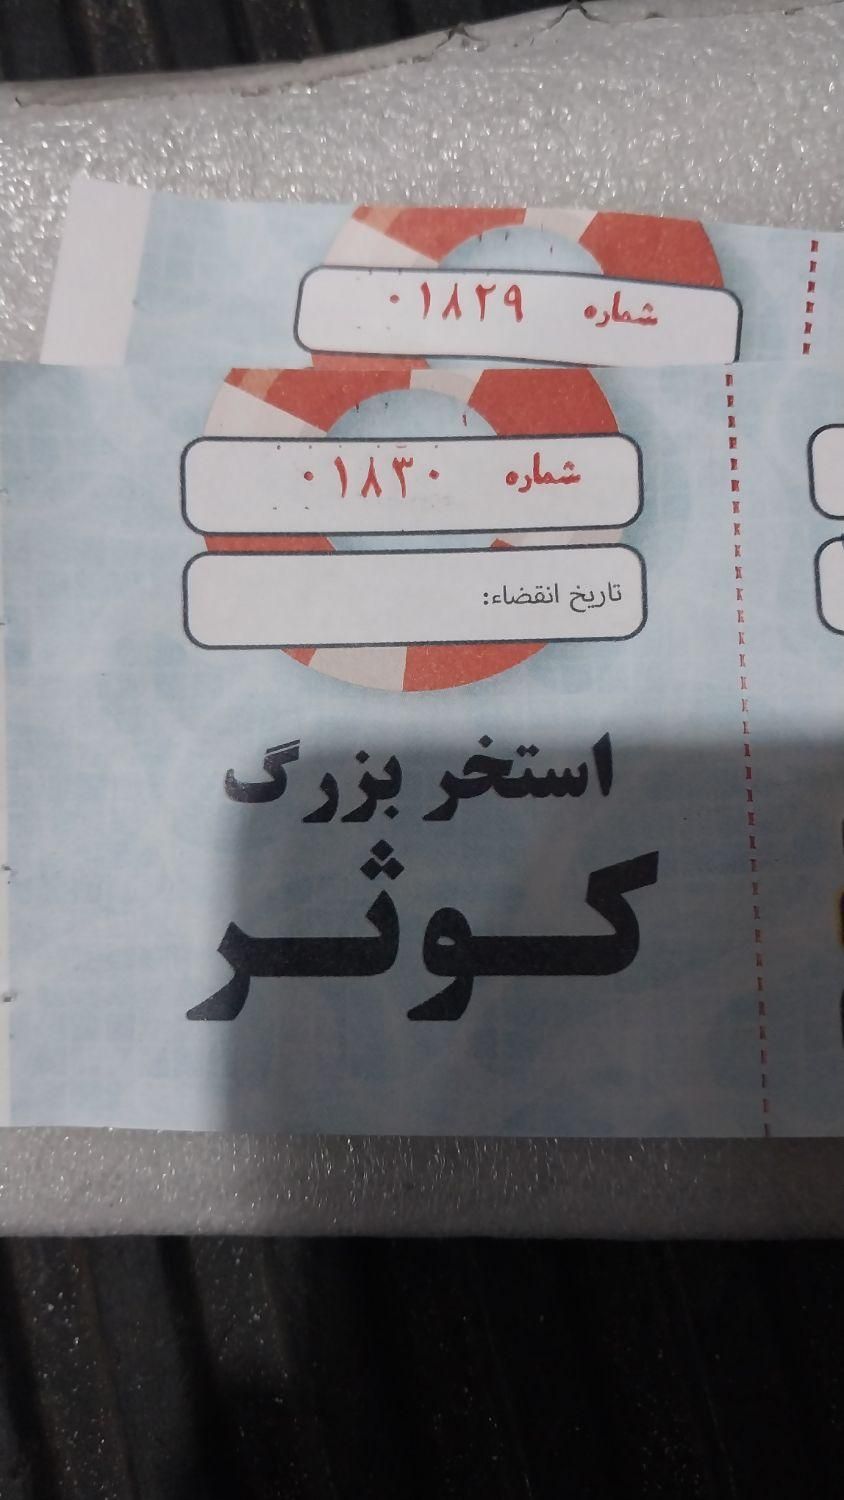 شماره ۰۱۸۲۹
شماره ۰۱۸۳۰
تاریخ انقضاء:
استخر بزرگ
کوثر